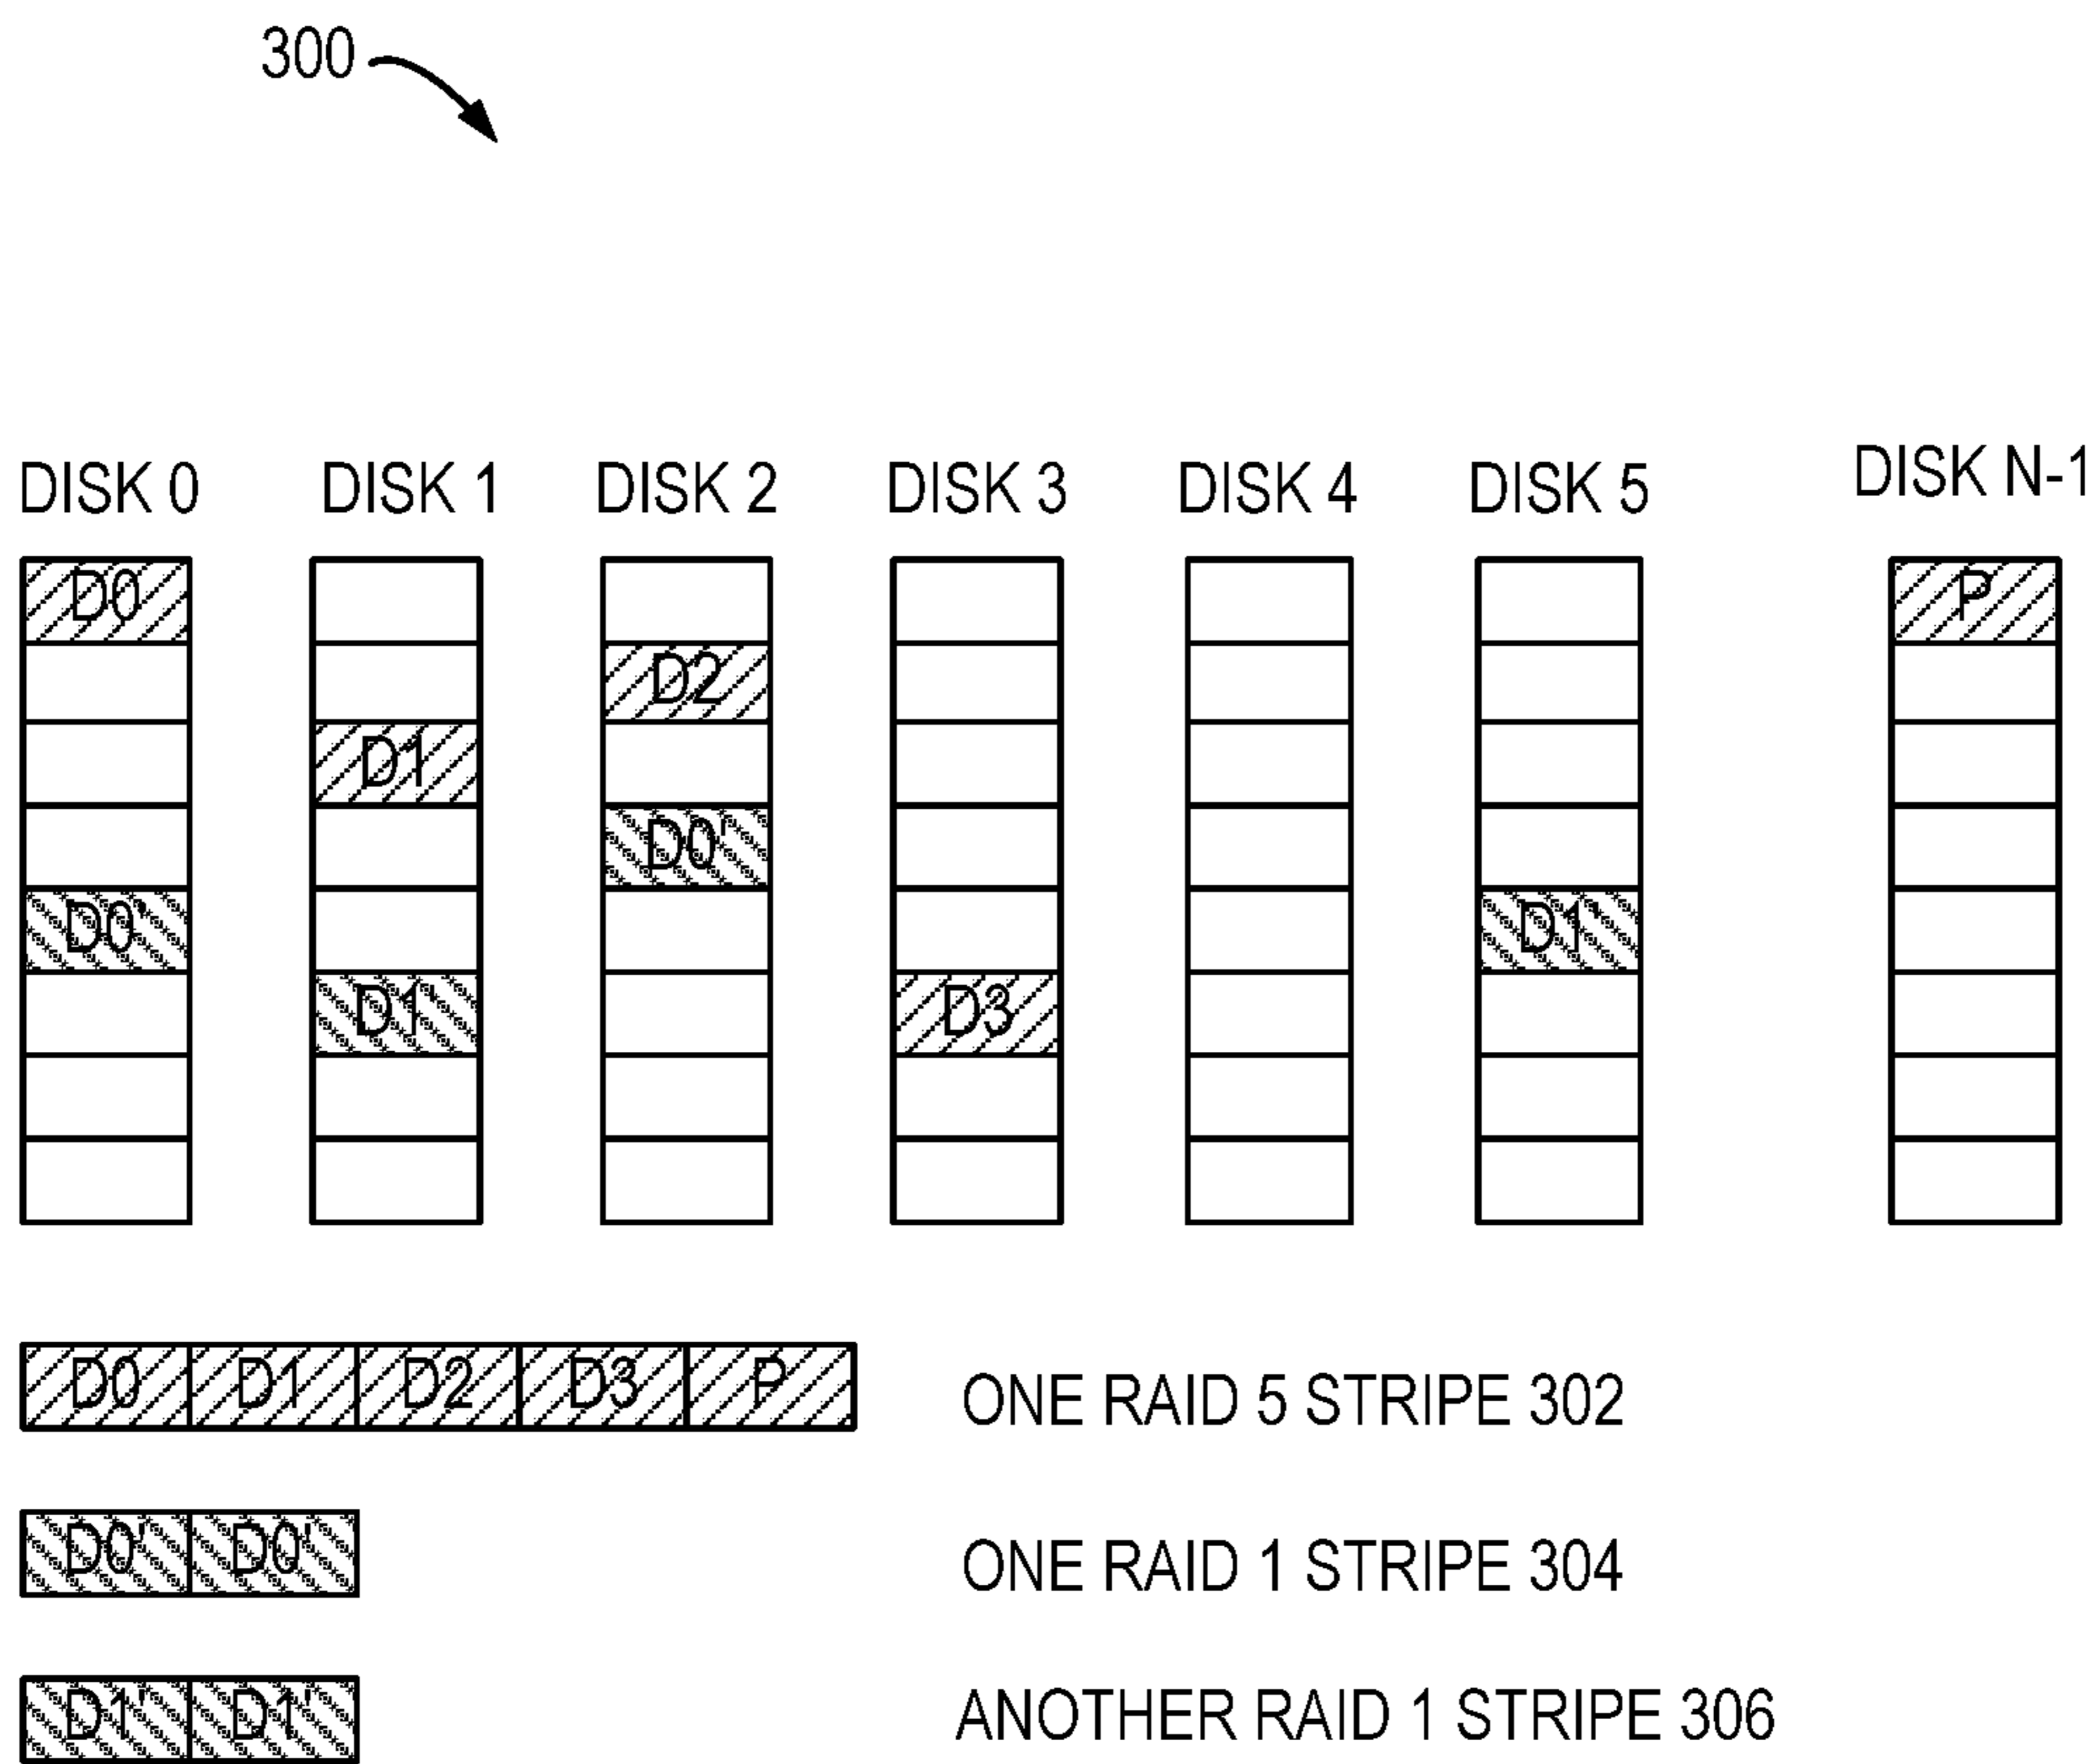 300
DISK 0 DISK 1 DISK 2 DISK 3 DISK 4 DISK 5 DISK N-1
D0 P
D2
D1
D0'
D0' D1'
D1' D3
D0 D1 D2 D3 P ONE RAID 5 STRIPE 302
D0' D0' ONE RAID 1 STRIPE 304
D1' D1' ANOTHER RAID 1 STRIPE 306